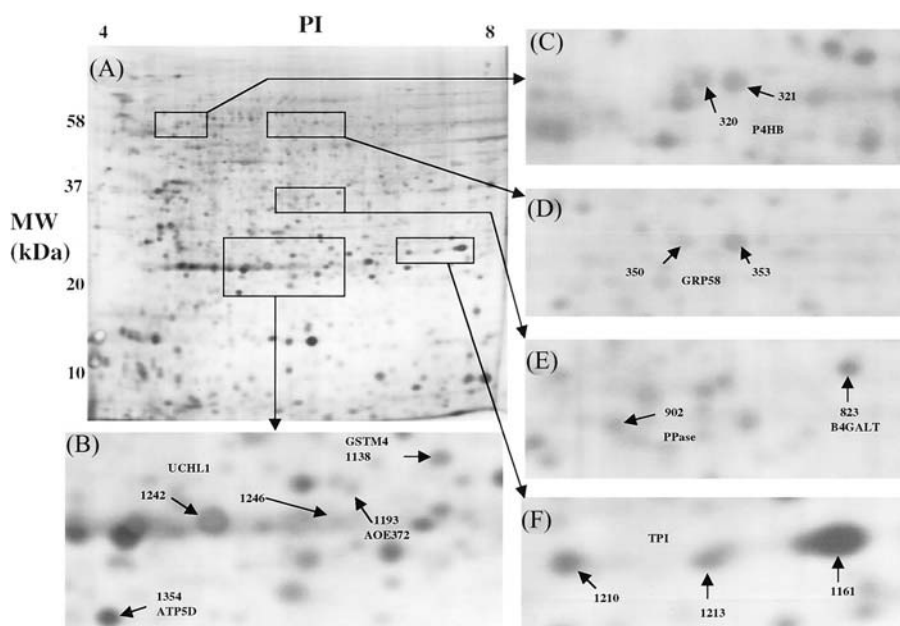 4 PI 8
(A)
58
37
MW
(kDa)
20
10
(B)
UCHL1
1242
1246
GSTM4
1138
1193
AOE372
1354
ATP5D
(C)
320
321
P4HB
(D)
350
353
GRP58
(E)
902
PPase
823
B4GALT
(F)
TPI
1210
1213
1161